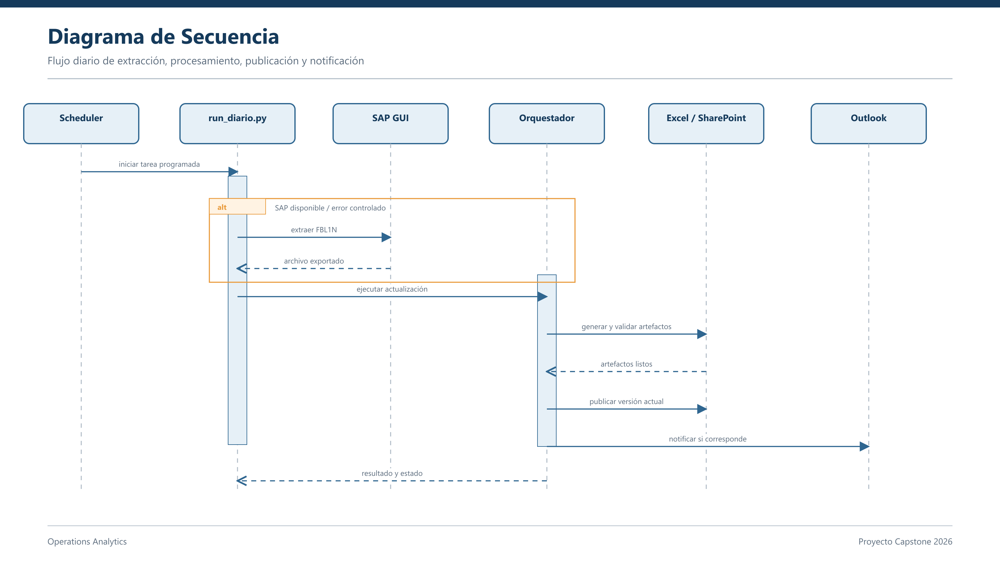 Diagrama de Secuencia
Flujo diario de extracción, procesamiento, publicación y notificación
Scheduler
run_diario.py
SAP GUI
Orquestador
Excel / SharePoint
Outlook
iniciar tarea programada
alt
SAP disponible / error controlado
extraer FBL1N
archivo exportado
ejecutar actualización
generar y validar artefactos
artefactos listos
publicar versión actual
notificar si corresponde
resultado y estado
Operations Analytics
Proyecto Capstone 2026